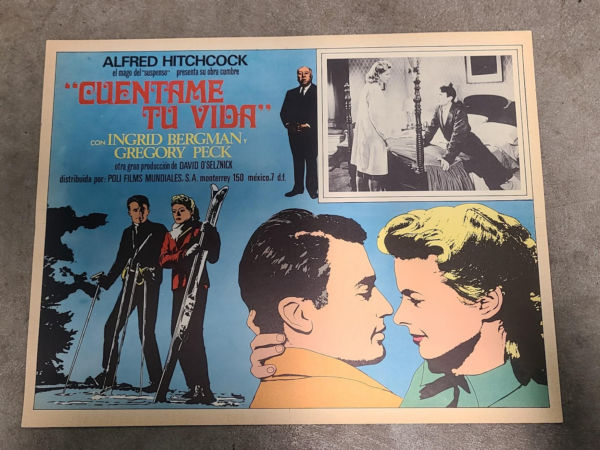 ALFRED HITCHCOCK
el mago del "suspenso" presenta su obra cumbre
"CUENTAME
TU VIDA"
CON INGRID BERGMAN Y
GREGORY PECK
otra gran producción de DAVID O'SELZNICK
distribuida por: POLI FILMS MUNDIALES, S.A. monterrey 150 méxico.7 d.f.